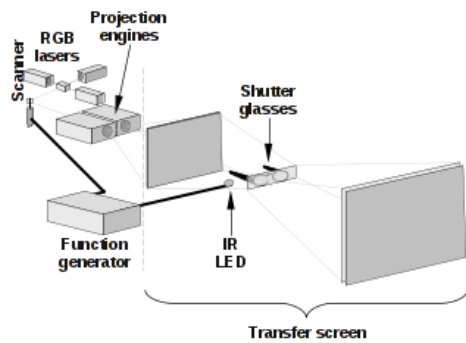 Projection
engines
RGB
lasers
Scanner
Shutter
glasses
Function
generator
IR
LED
Transfer screen